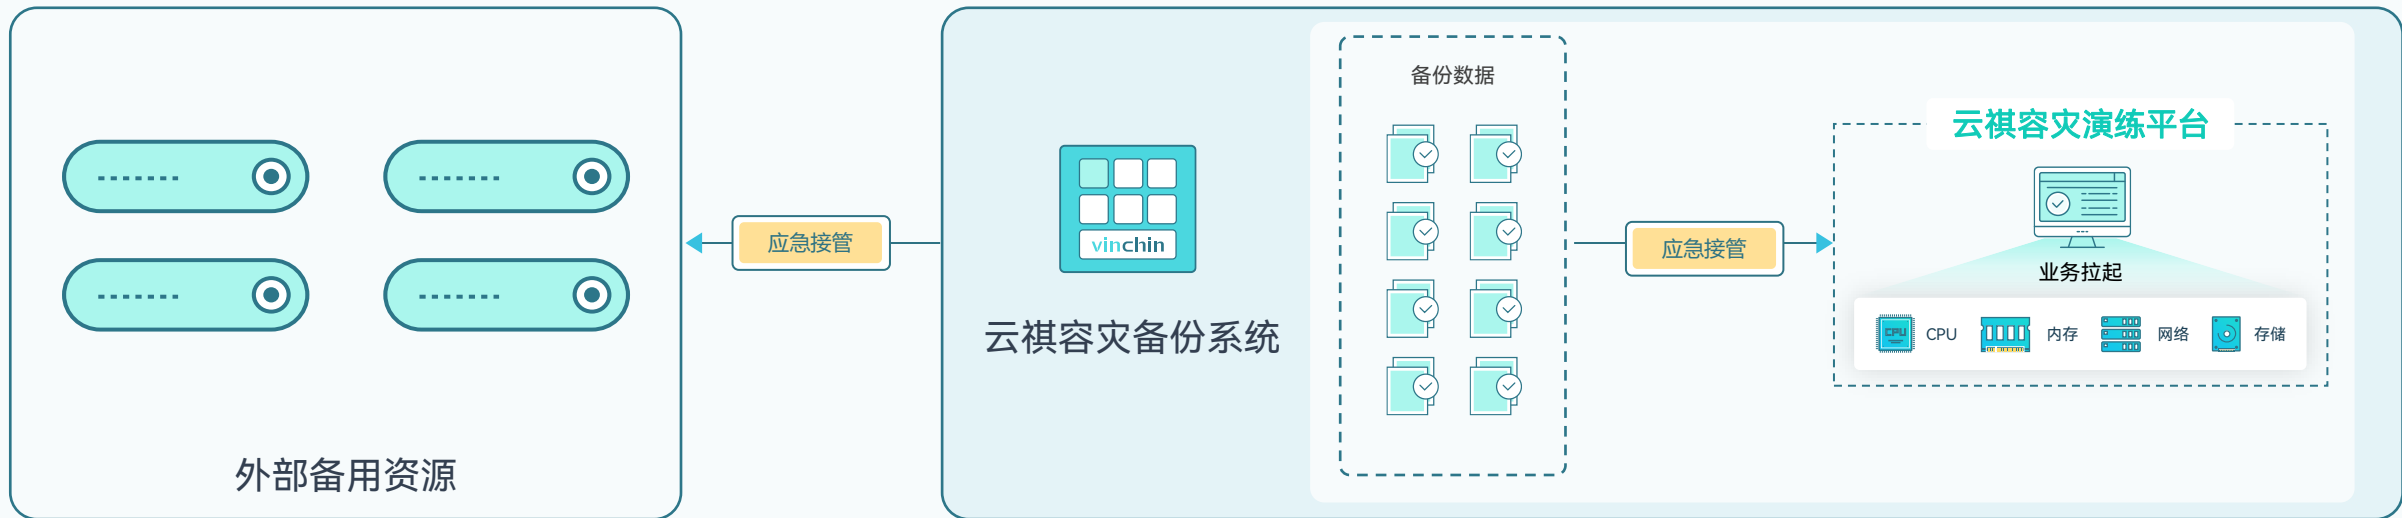 外部备用资源
应急接管
vinchin
云祺容灾备份系统
备份数据
应急接管
云祺容灾演练平台
业务拉起
CPU
CPU
内存
网络
存储